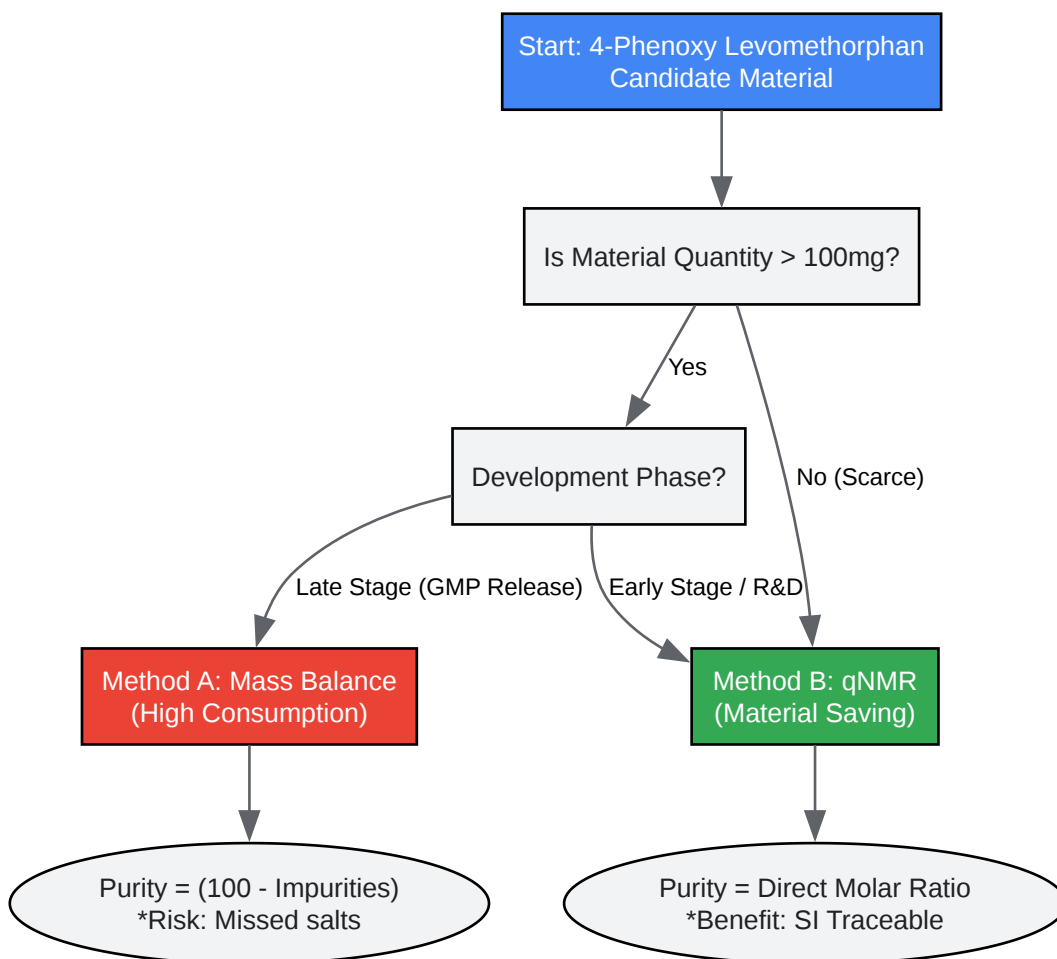 Start: 4-Phenoxy Levomethorphan
Candidate Material
Is Material Quantity > 100mg?
Yes
Development Phase?
No (Scarce)
Late Stage (GMP Release)
Early Stage / R&D
Method A: Mass Balance
(High Consumption)
Method B: qNMR
(Material Saving)
Purity = (100 - Impurities)
*Risk: Missed salts
Purity = Direct Molar Ratio
*Benefit: SI Traceable